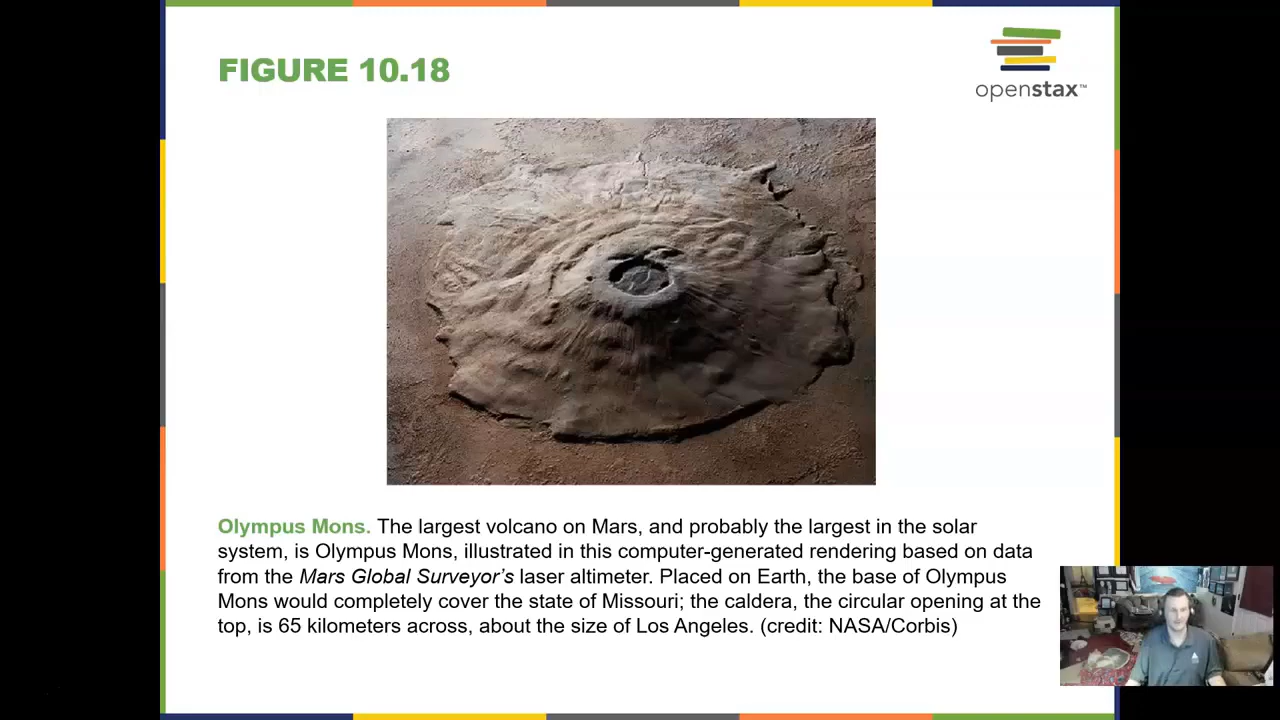 FIGURE 10.18
openstax™
Olympus Mons. The largest volcano on Mars, and probably the largest in the solar
system, is Olympus Mons, illustrated in this computer-generated rendering based on data
from the Mars Global Surveyor's laser altimeter. Placed on Earth, the base of Olympus
Mons would completely cover the state of Missouri; the caldera, the circular opening at the
top, is 65 kilometers across, about the size of Los Angeles. (credit: NASA/Corbis)